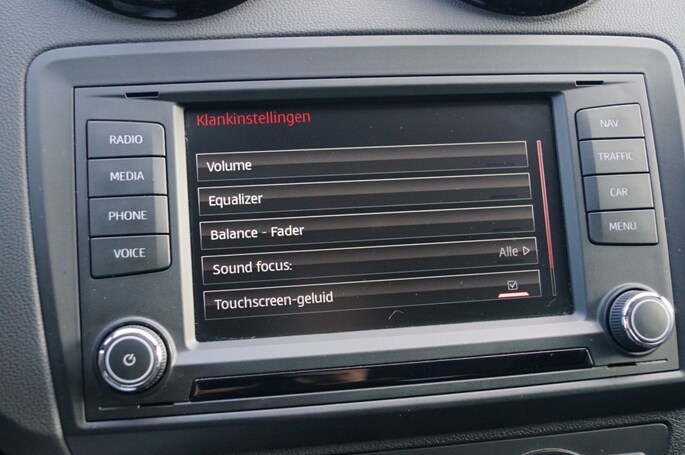 Klankinstellingen
RADIO
MEDIA
PHONE
VOICE
Volume
Equalizer
Balance - Fader
Sound focus: Alle
Touchscreen-geluid
NAV
TRAFFIC
CAR
MENU